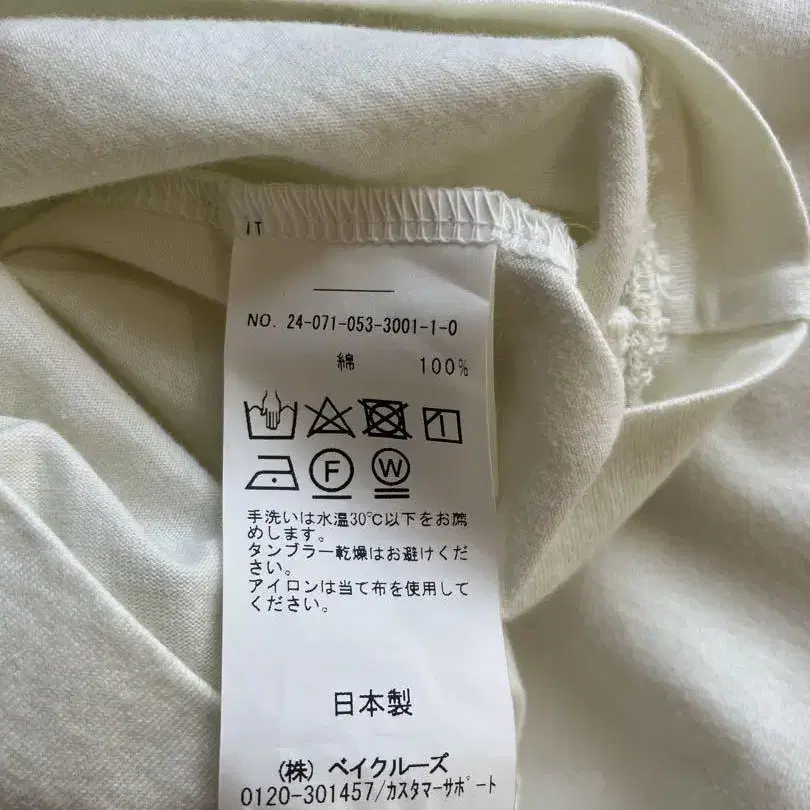 IT
NO. 24-071-053-3001-1-0
綿 100%
F W
手洗いは水温30℃以下をお薦
めします。
タンブラー乾燥はお避けくだ
さい。
アイロンは当て布を使用して
ください。
日本製
(株) ベイクルーズ
0120-301457/ｶｽﾀﾏｰｻﾎﾟｰﾄ